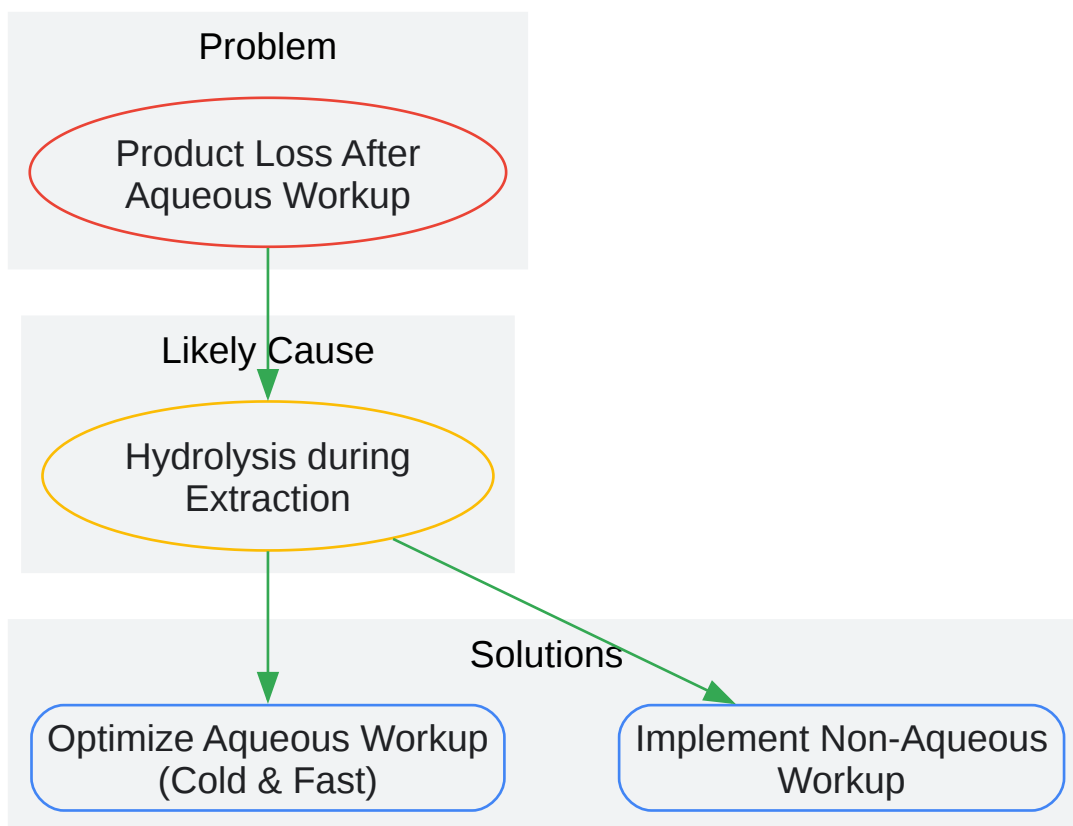 Problem
Product Loss After
Aqueous Workup
Likely Cause
Hydrolysis during
Extraction
Solutions
Optimize Aqueous Workup
(Cold & Fast)
Implement Non-Aqueous
Workup